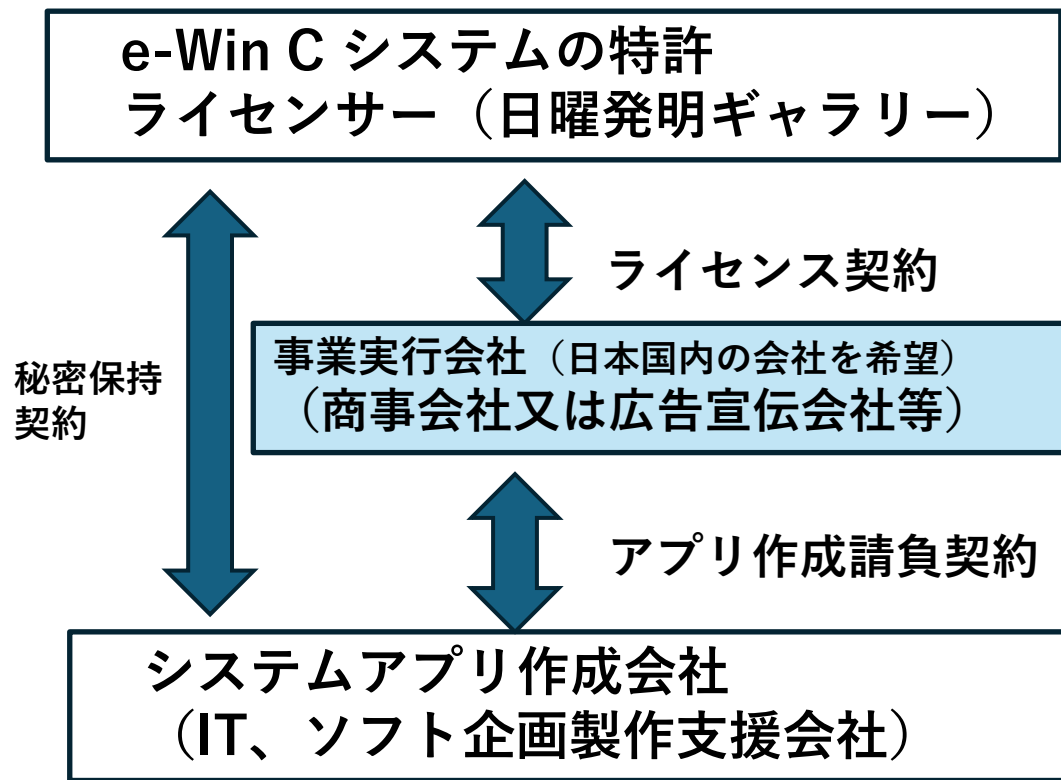 e-Win C システムの特許
ライセンサー（日曜発明ギャラリー）
ライセンス契約
事業実行会社（日本国内の会社を希望）
（商事会社又は広告宣伝会社等）
秘密保持
契約
アプリ作成請負契約
システムアプリ作成会社
（IT、ソフト企画製作支援会社）